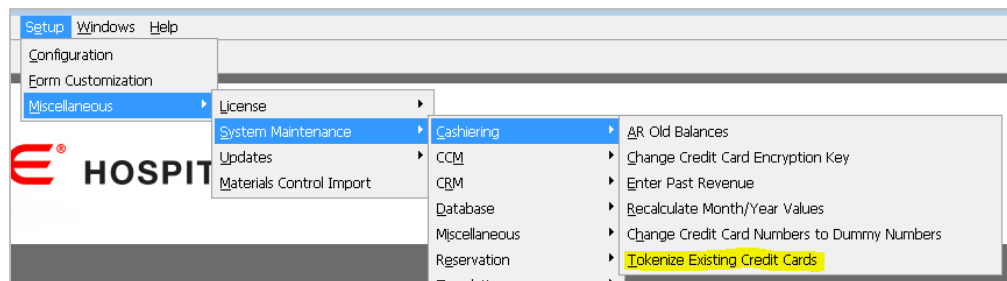 Setup Windows Help
Configuration
Form Customization
Miscellaneous
License
System Maintenance
Updates
Materials Control Import
Cashiering
CCM
CRM
Database
Miscellaneous
Reservation
AR Old Balances
Change Credit Card Encryption Key
Enter Past Revenue
Recalculate Month/Year Values
Change Credit Card Numbers to Dummy Numbers
Tokenize Existing Credit Cards
E® HOSPIT